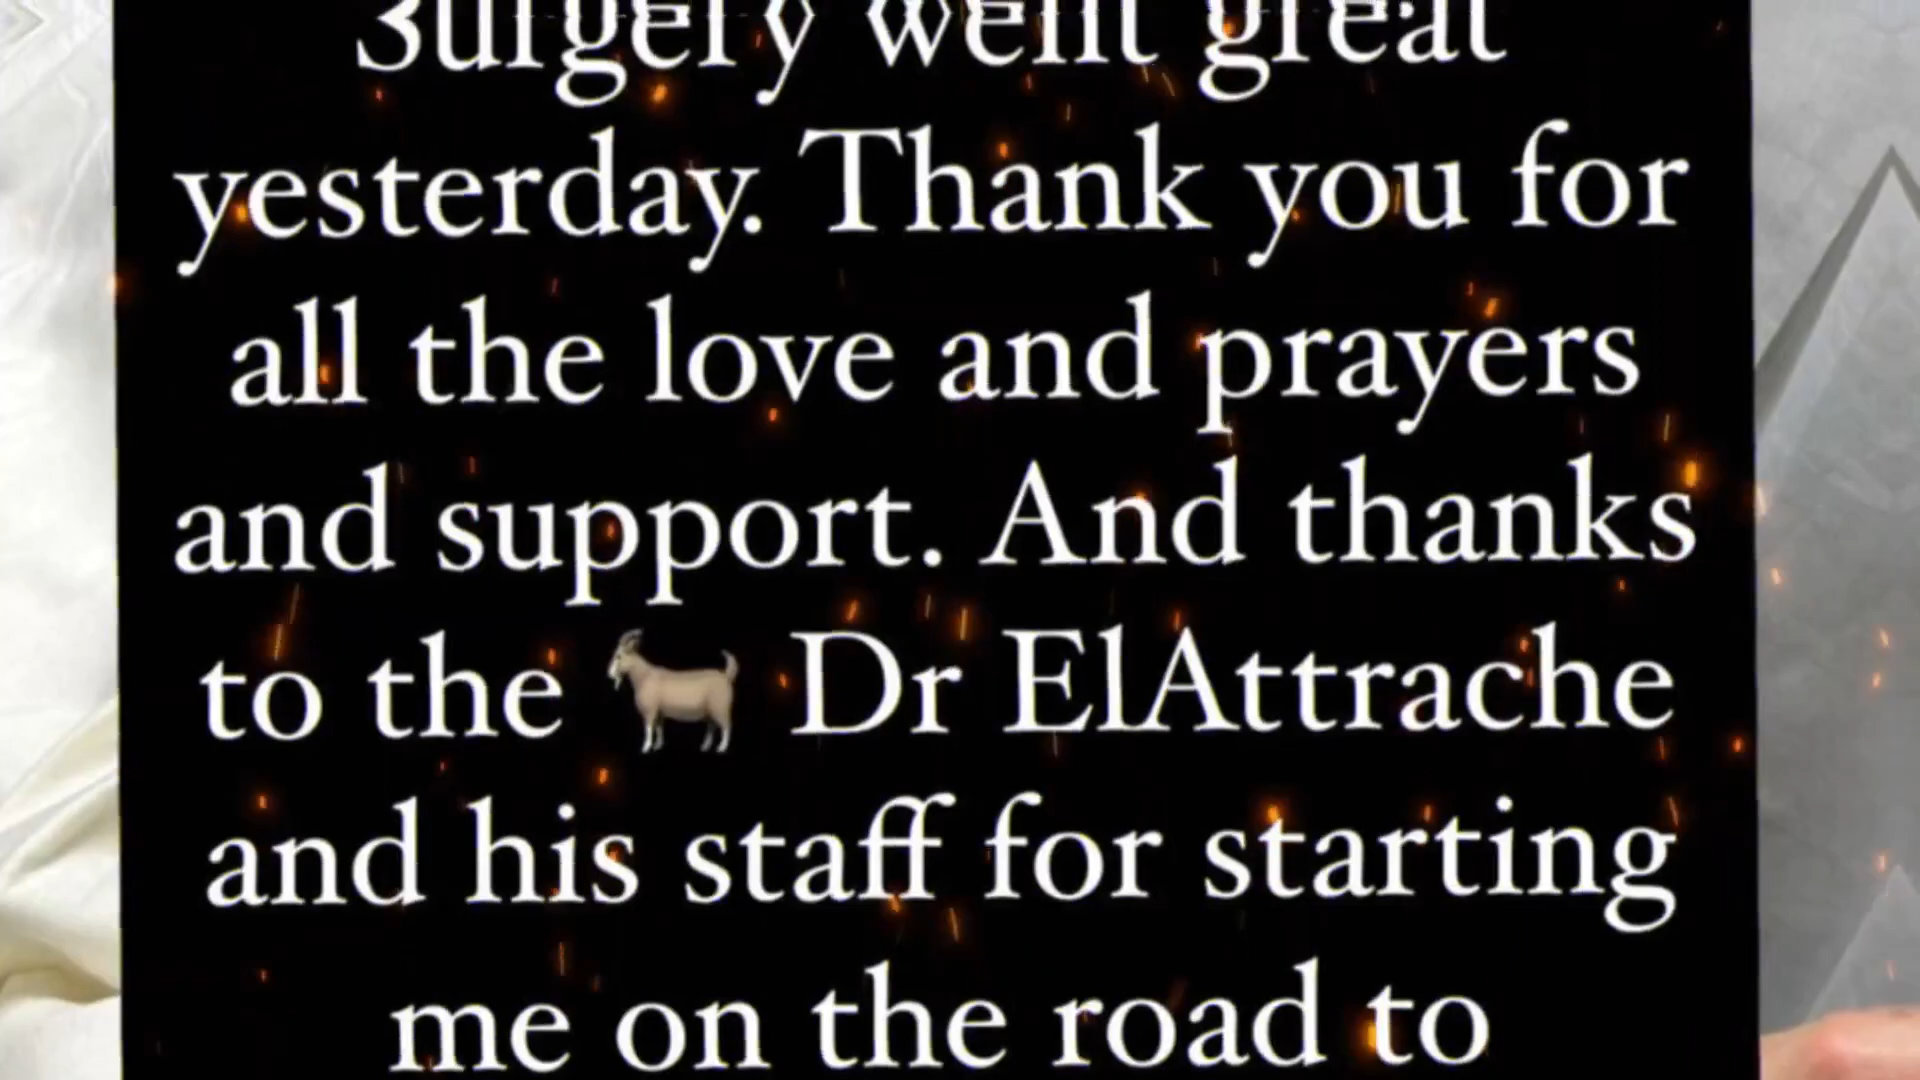 Surgery went great
yesterday. Thank you for
all the love and prayers
and support. And thanks
to the 🐐 Dr ElAttrache
and his staff for starting
me on the road to